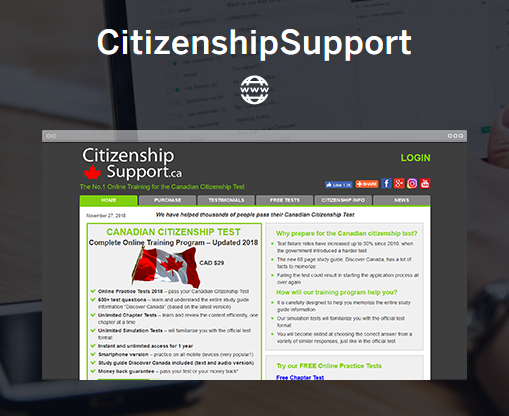 CitizenshipSupport
WWW
Citizenship
Support.ca
LOGIN
The No.1 Online Training for the Canadian Citizenship Test
Like
SHARE
HOME
PURCHASE
TESTIMONIALS
FREE TESTS
CITIZENSHIP INFO
NEWS
November 27, 2018
We have helped thousands of people pass their Canadian Citizenship Test
CANADIAN CITIZENSHIP TEST
Complete Online Training Program – Updated 2018
CAD $29
Online Practice Tests 2018 – pass your Canadian Citizenship Test
600+ test questions – learn and understand the entire study guide
information "Discover Canada" (based on the latest version)
Unlimited Chapter Tests – learn and review the content efficiently, one
chapter at a time
Unlimited Simulation Tests – will familiarize you with the official test
format
Instant and unlimited access for 1 year
Smartphone version – practice on all mobile devices (very popular!)
Study guide Discover Canada included (text and audio version)
Money back guarantee – pass your test or your money back*
Why prepare for the Canadian citizenship test?
Test failure ratios have increased up to 30% since 2010, when
the government introduced a harder test
The new 68 page study guide, Discover Canada, has a lot of
facts to memorize
Failing the test could result in starting the application process all
over again
How will our training program help you?
It is carefully designed to help you memorize the entire study
guide information
Our simulation tests will familiarize you with the official test
format
You will become skilled at choosing the correct answer from a
variety of similar responses, just like in the official test
Try our FREE Online Practice Tests
Free Chapter Test